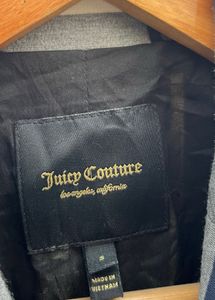 Juicy Couture
los angeles, california
S
MADE IN
VIETNAM